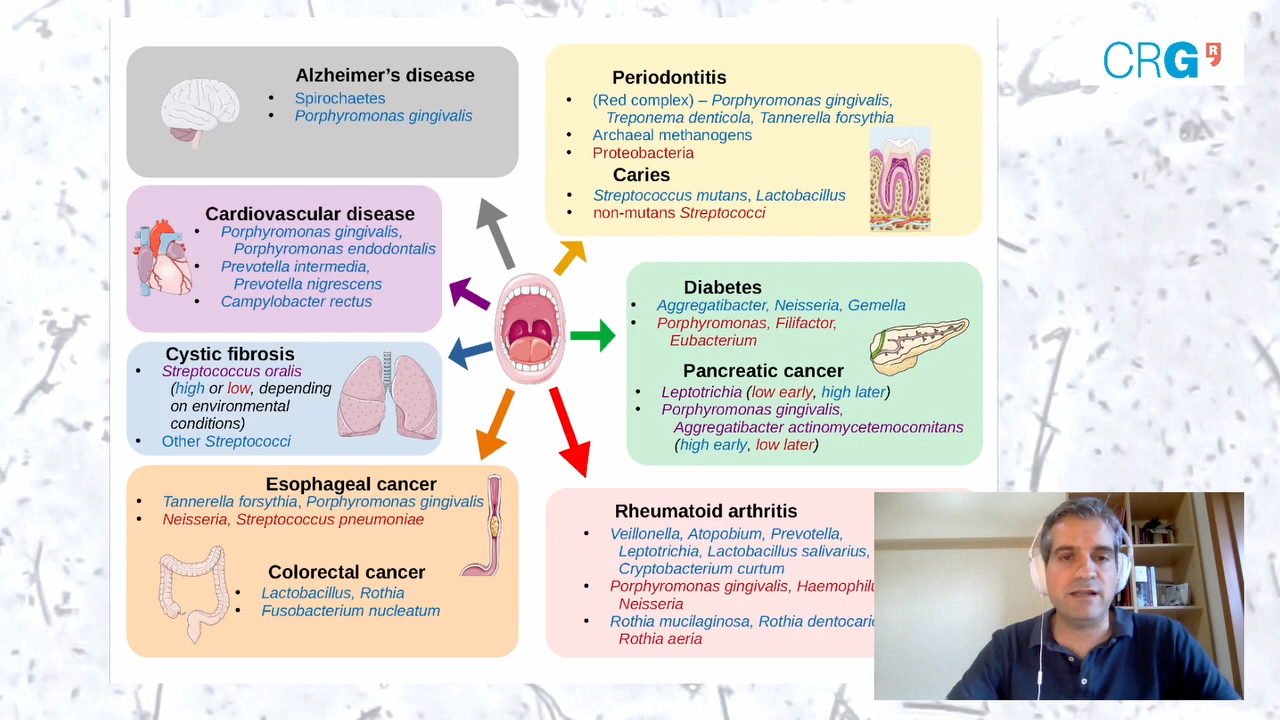 CRG
R
Alzheimer's disease
• Spirochaetes
• Porphyromonas gingivalis
Periodontitis
• (Red complex) – Porphyromonas gingivalis,
Treponema denticola, Tannerella forsythia
• Archaeal methanogens
• Proteobacteria
Caries
• Streptococcus mutans, Lactobacillus
• non-mutans Streptococci
Cardiovascular disease
• Porphyromonas gingivalis,
Porphyromonas endodontalis
• Prevotella intermedia,
Prevotella nigrescens
• Campylobacter rectus
Diabetes
• Aggregatibacter, Neisseria, Gemella
• Porphyromonas, Filifactor,
Eubacterium
Pancreatic cancer
• Leptotrichia (low early, high later)
• Porphyromonas gingivalis,
Aggregatibacter actinomycetemcomitans
(high early, low later)
Cystic fibrosis
• Streptococcus oralis
(high or low, depending
on environmental
conditions)
• Other Streptococci
Esophageal cancer
• Tannerella forsythia, Porphyromonas gingivalis
• Neisseria, Streptococcus pneumoniae
Colorectal cancer
• Lactobacillus, Rothia
• Fusobacterium nucleatum
Rheumatoid arthritis
• Veillonella, Atopobium, Prevotella,
Leptotrichia, Lactobacillus salivarius,
Cryptobacterium curtum
• Porphyromonas gingivalis,
Neisseria
• Rothia mucilaginosa, Rothia
Rothia aeria